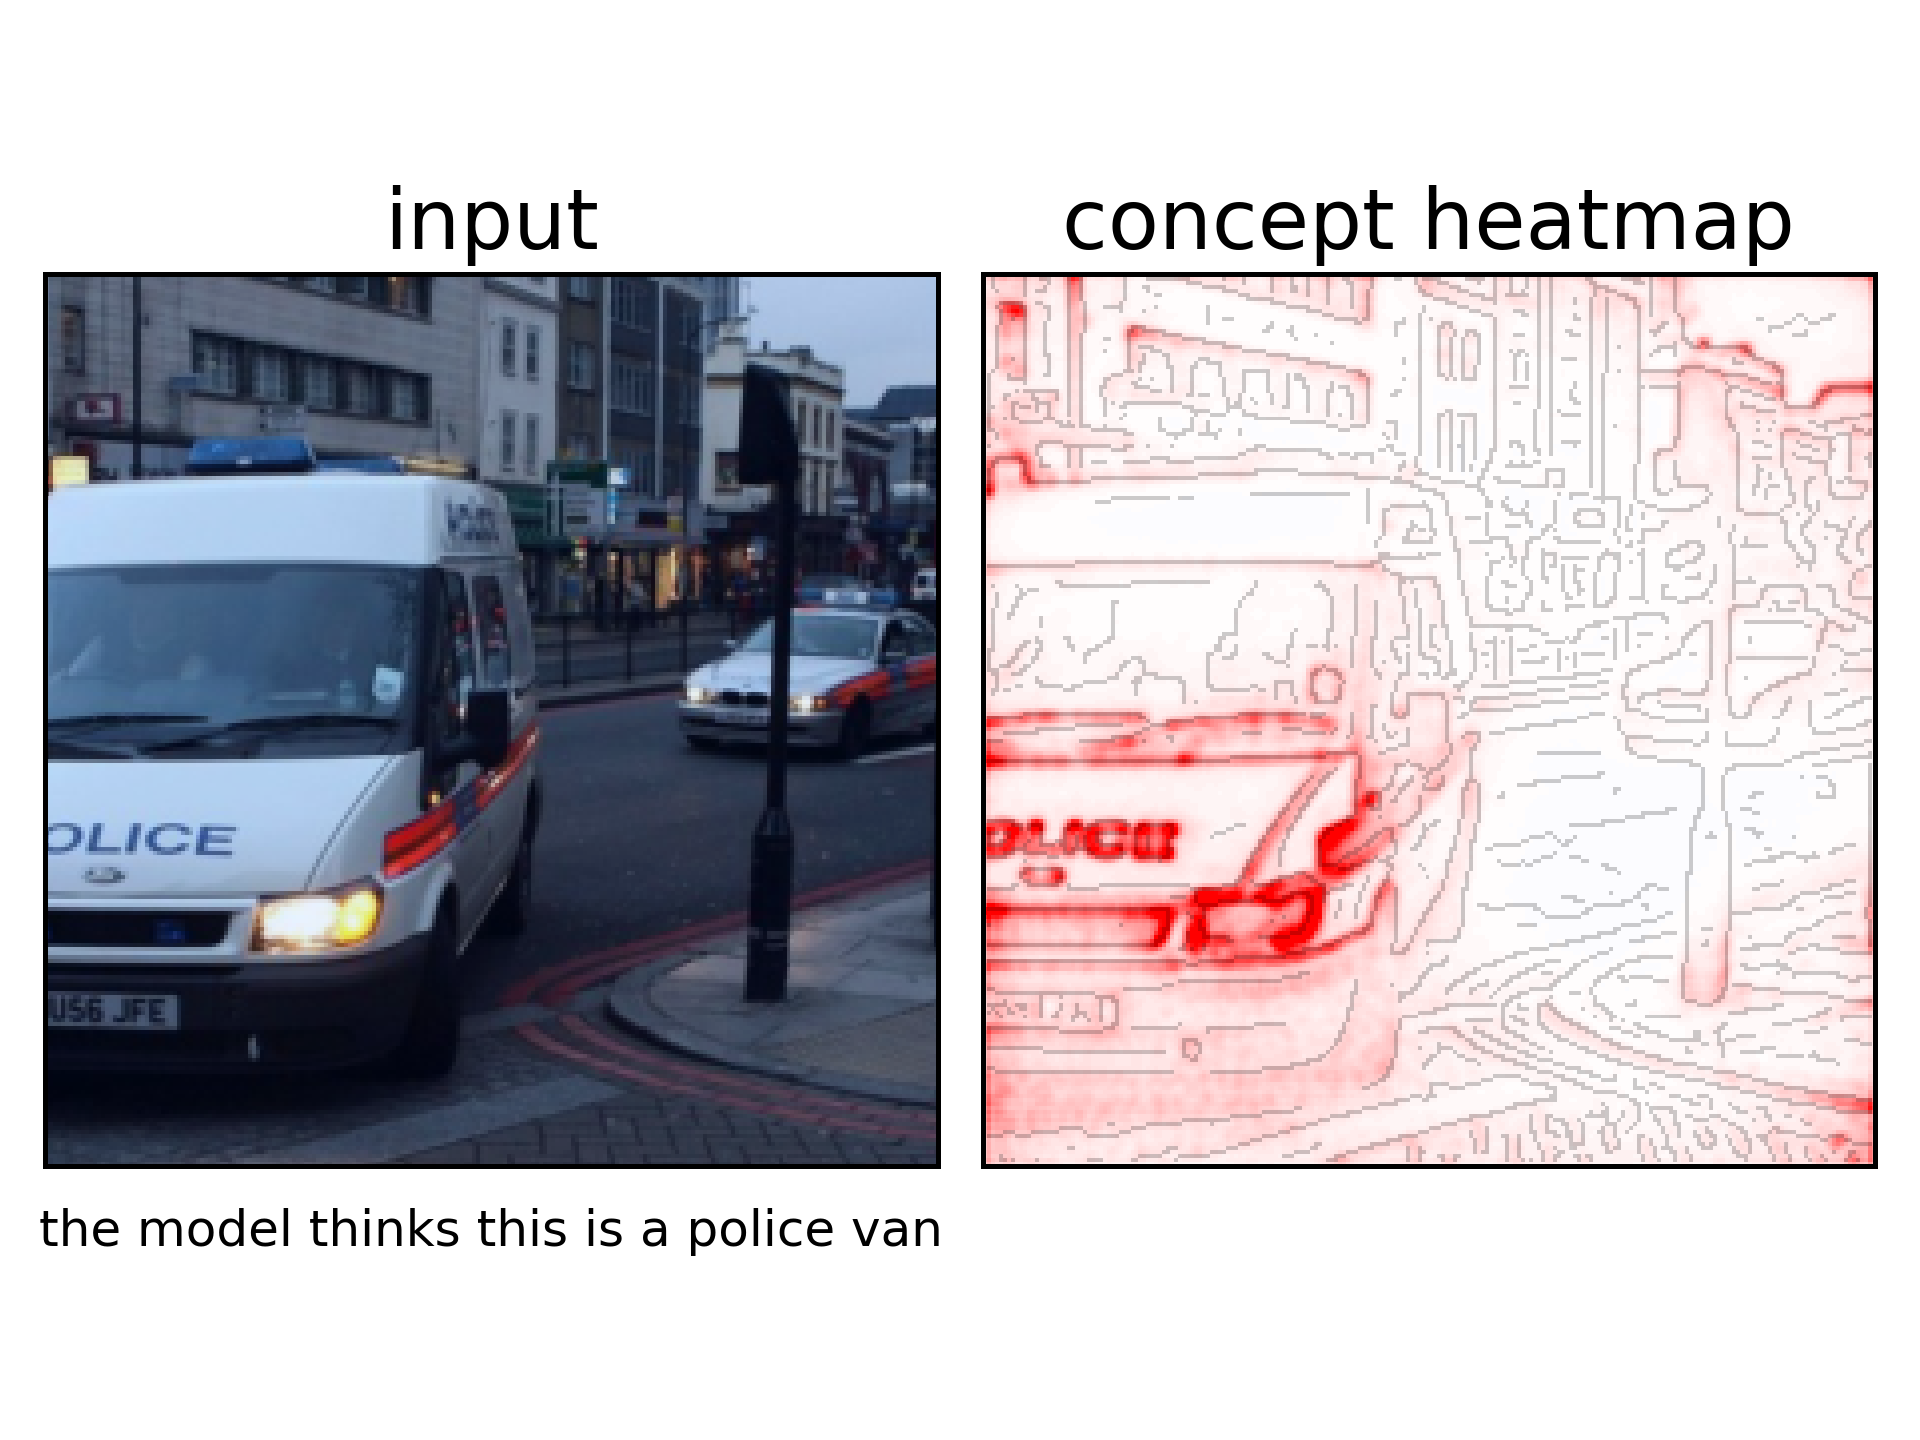 input
concept heatmap
OLICE
U56 JFE
OLICE
the model thinks this is a police van